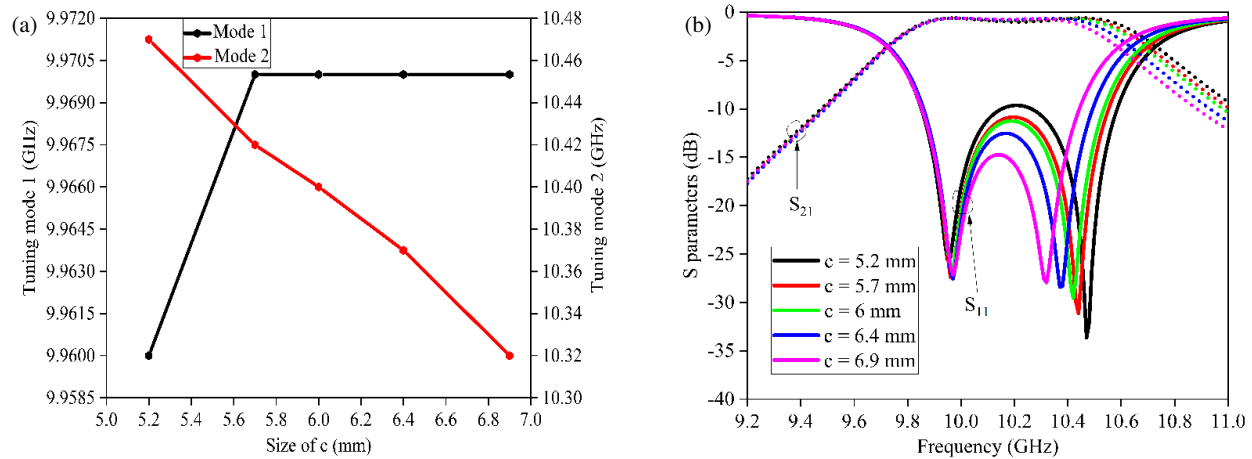 (a)
Mode 1
Mode 2
9.9720
9.9705
9.9690
9.9675
9.9660
9.9645
9.9630
9.9615
9.9600
9.9585
Tuning mode 1 (GHz)
10.48
10.46
10.44
10.42
10.40
10.38
10.36
10.34
10.32
10.30
Tuning mode 2 (GHz)
5.0 5.2 5.4 5.6 5.8 6.0 6.2 6.4 6.6 6.8 7.0
Size of c (mm)
(b)
0
-5
-10
-15
-20
-25
-30
-35
-40
S parameters (dB)
S21
S11
c = 5.2 mm
c = 5.7 mm
c = 6 mm
c = 6.4 mm
c = 6.9 mm
9.2 9.4 9.6 9.8 10.0 10.2 10.4 10.6 10.8 11.0
Frequency (GHz)